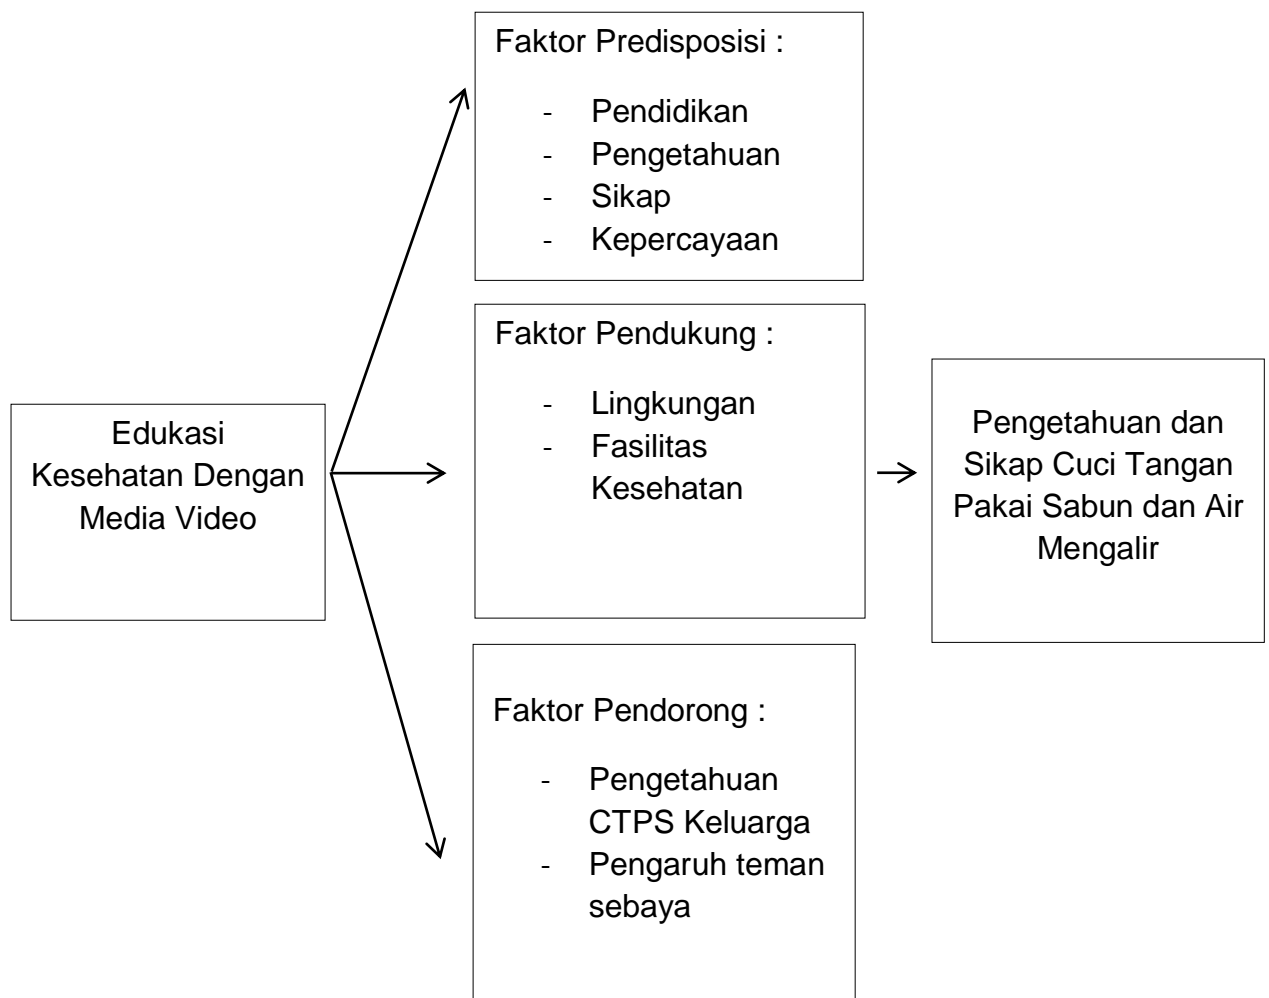 Faktor Predisposisi :
- Pendidikan
- Pengetahuan
- Sikap
- Kepercayaan
Edukasi
Kesehatan Dengan
Media Video
Faktor Pendukung :
- Lingkungan
- Fasilitas
Kesehatan
Pengetahuan dan
Sikap Cuci Tangan
Pakai Sabun dan Air
Mengalir
Faktor Pendorong :
- Pengetahuan
CTPS Keluarga
- Pengaruh teman
sebaya